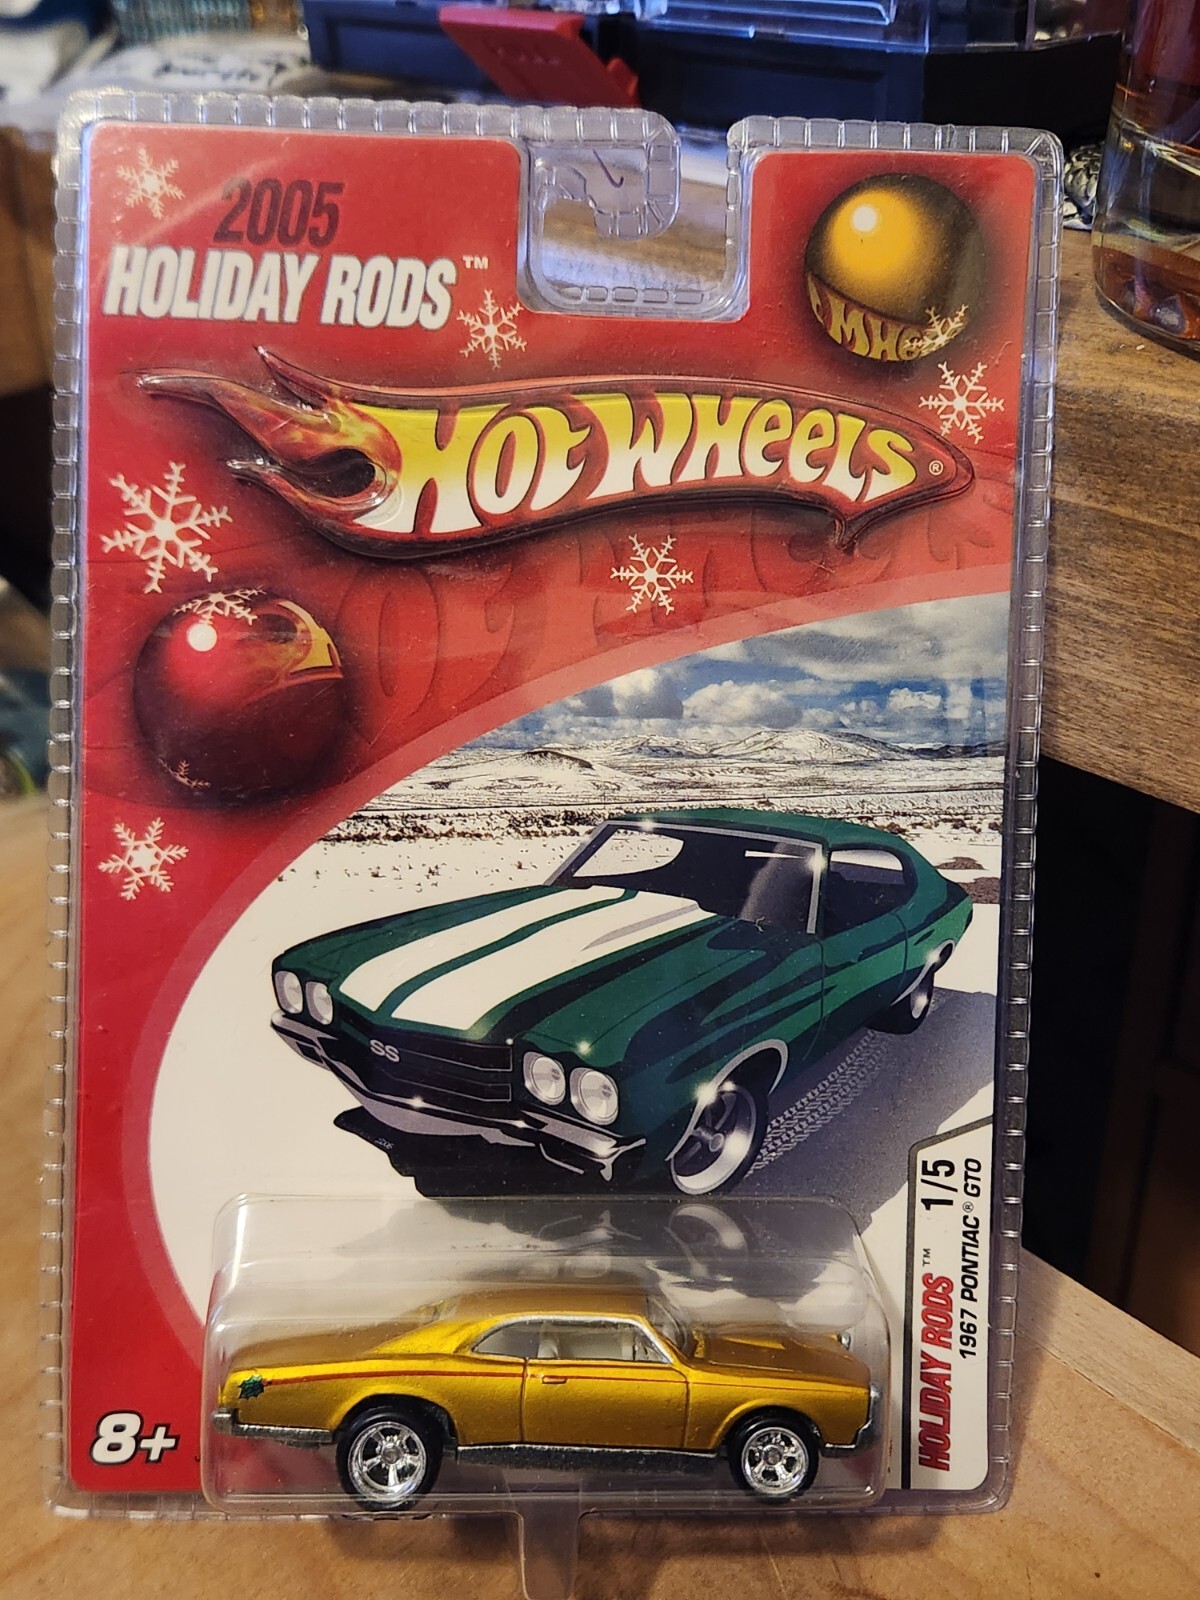 2005
HOLIDAY RODS™
HOT WHEELS®
SS
HOLIDAY RODS™ 1/5
1967 PONTIAC® GTO
8+